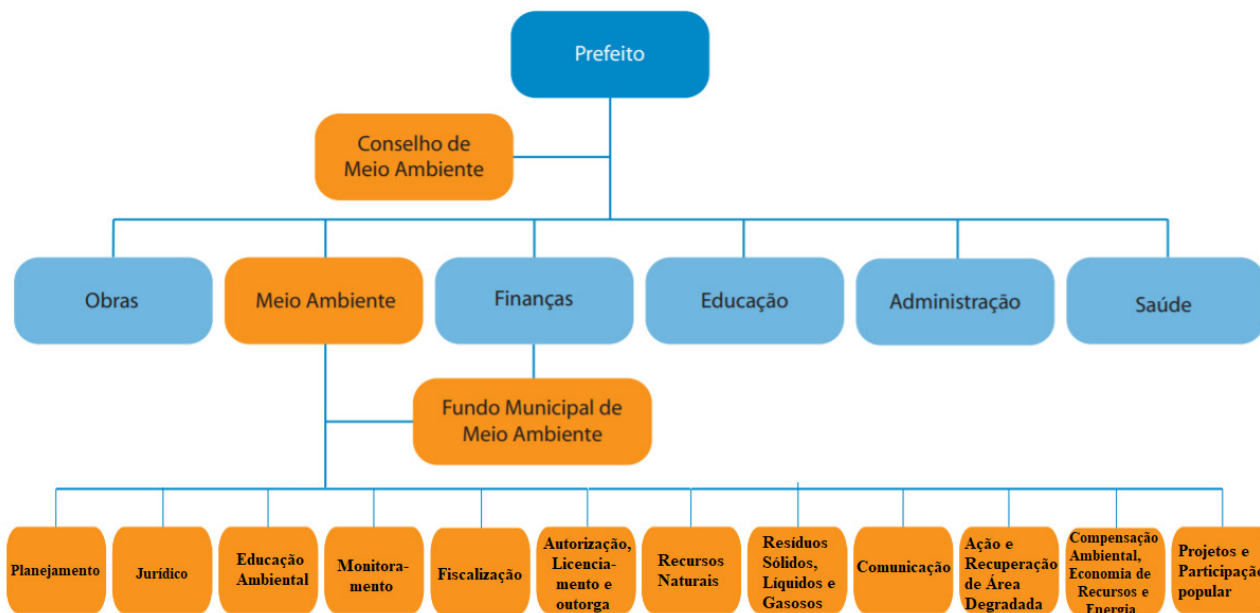 Prefeito
Conselho de
Meio Ambiente
Obras
Meio Ambiente
Finanças
Educação
Administração
Saúde
Fundo Municipal de
Meio Ambiente
Planejamento
Jurídico
Educação
Ambiental
Monitora-
mento
Fiscalização
Autorização,
Licencia-
mento e
outorga
Recursos
Naturais
Resíduos
Sólidos,
Líquidos e
Gasosos
Comunicação
Ação e
Recuperação
de Área
Degradada
Compensação
Ambiental,
Economia de
Recursos e
Energia
Projetos e
Participação
popular